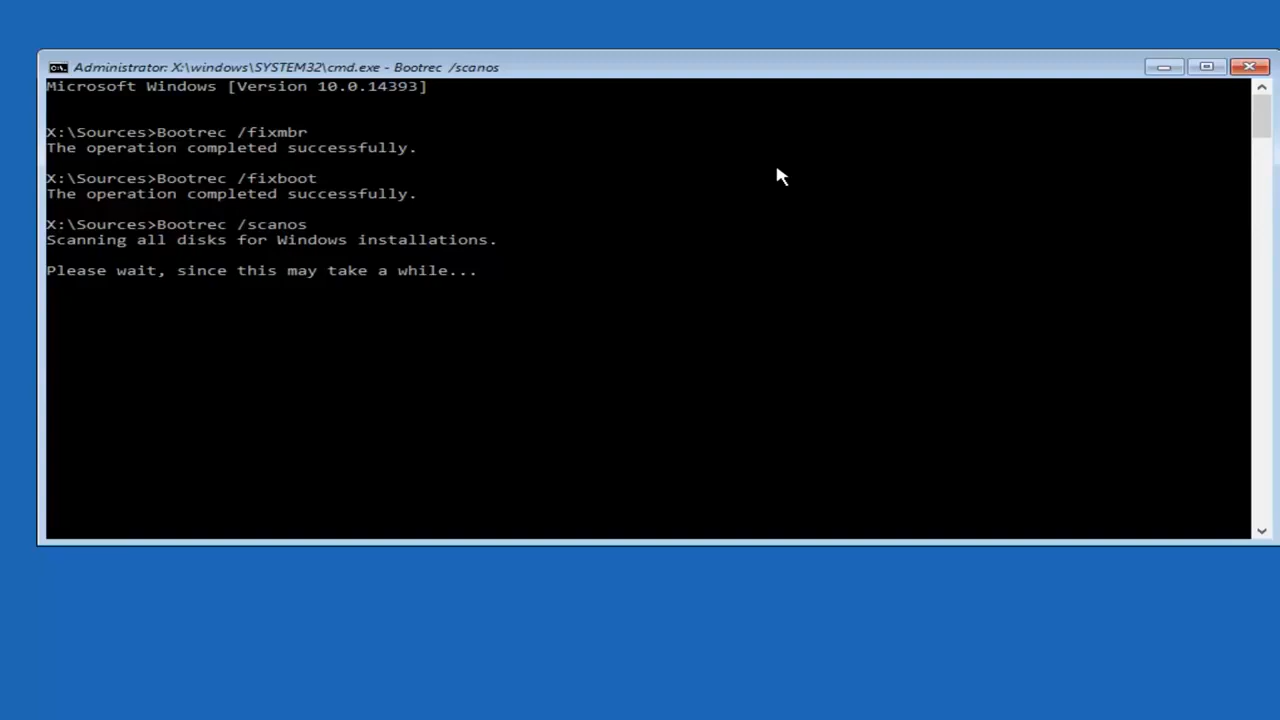 Administrator: X:\windows\SYSTEM32\cmd.exe - Bootrec /scanos
Microsoft Windows [Version 10.0.14393]
X:\Sources>Bootrec /fixmbr
The operation completed successfully.
X:\Sources>Bootrec /fixboot
The operation completed successfully.
X:\Sources>Bootrec /scanos
Scanning all disks for Windows installations.
Please wait, since this may take a while...